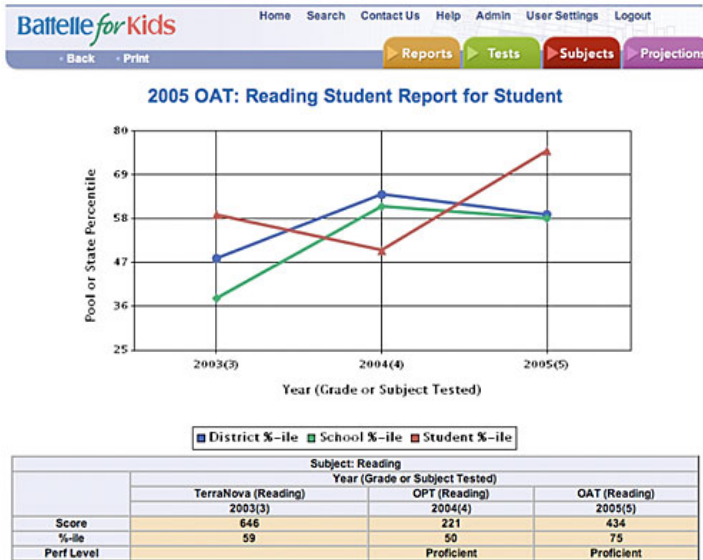 Battelle for Kids
Home Search Contact Us Help Admin User Settings Logout
Back Print
Reports Tests Subjects Projections
2005 OAT: Reading Student Report for Student
80
69
58
47
36
25
Pool or State Percentile
2003(3) 2004(4) 2005(5)
Year (Grade or Subject Tested)
District %-ile School %-ile Student %-ile
Subject: Reading
Year (Grade or Subject Tested)
TerraNova (Reading) OPT (Reading) OAT (Reading)
2003(3) 2004(4) 2005(5)
Score 646 221 434
%-ile 59 50 75
Perf Level Proficient Proficient